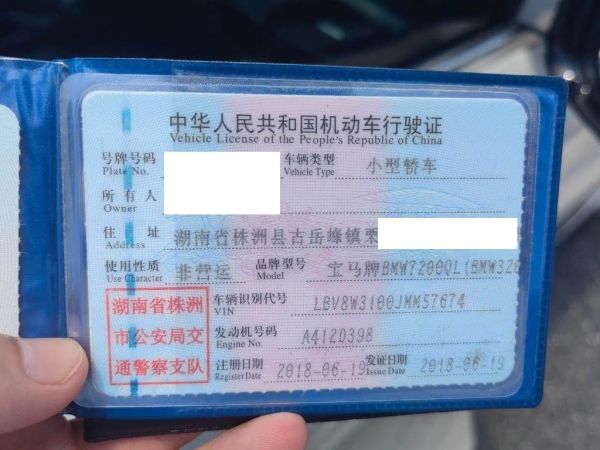 中华人民共和国机动车行驶证
Vehicle License of the People's Republic of China
号牌号码 Plate No. 车辆类型 Vehicle Type 小型轿车
所有人 Owner
住址 Address 湖南省株洲县古岳峰镇栗
使用性质 Use Character 非营运 品牌型号 Model 宝马牌BMW7200QL(BMW320
湖南省株洲市公安局交通警察支队
车辆识别代号 VIN LBV8W3100JMM57674
发动机号码 Engine No. A412D398
注册日期 Register Date 2018-06-19 发证日期 Issue Date 2018-06-19